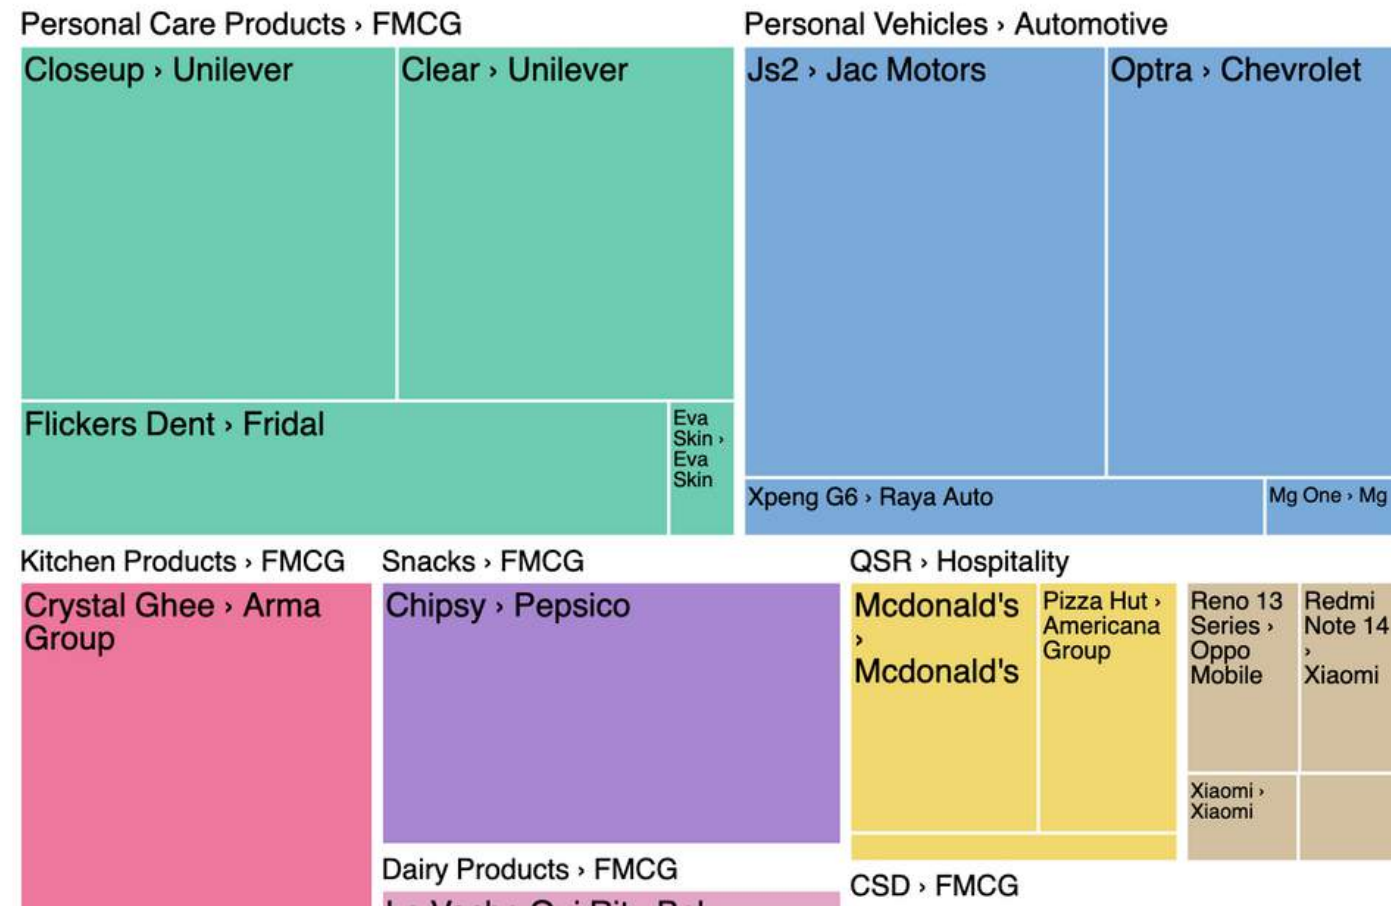 Personal Care Products › FMCG
Closeup › Unilever
Clear › Unilever
Flickers Dent › Fridal
Eva
Skin ›
Eva
Skin
Personal Vehicles › Automotive
Js2 › Jac Motors
Optra › Chevrolet
Xpeng G6 › Raya Auto
Mg One › Mg
Kitchen Products › FMCG
Crystal Ghee › Arma
Group
Snacks › FMCG
Chipsy › Pepsico
Dairy Products › FMCG
QSR › Hospitality
Mcdonald's
›
Mcdonald's
Pizza Hut ›
Americana
Group
Reno 13
Series ›
Oppo
Mobile
Redmi
Note 14
›
Xiaomi
Xiaomi ›
Xiaomi
CSD › FMCG